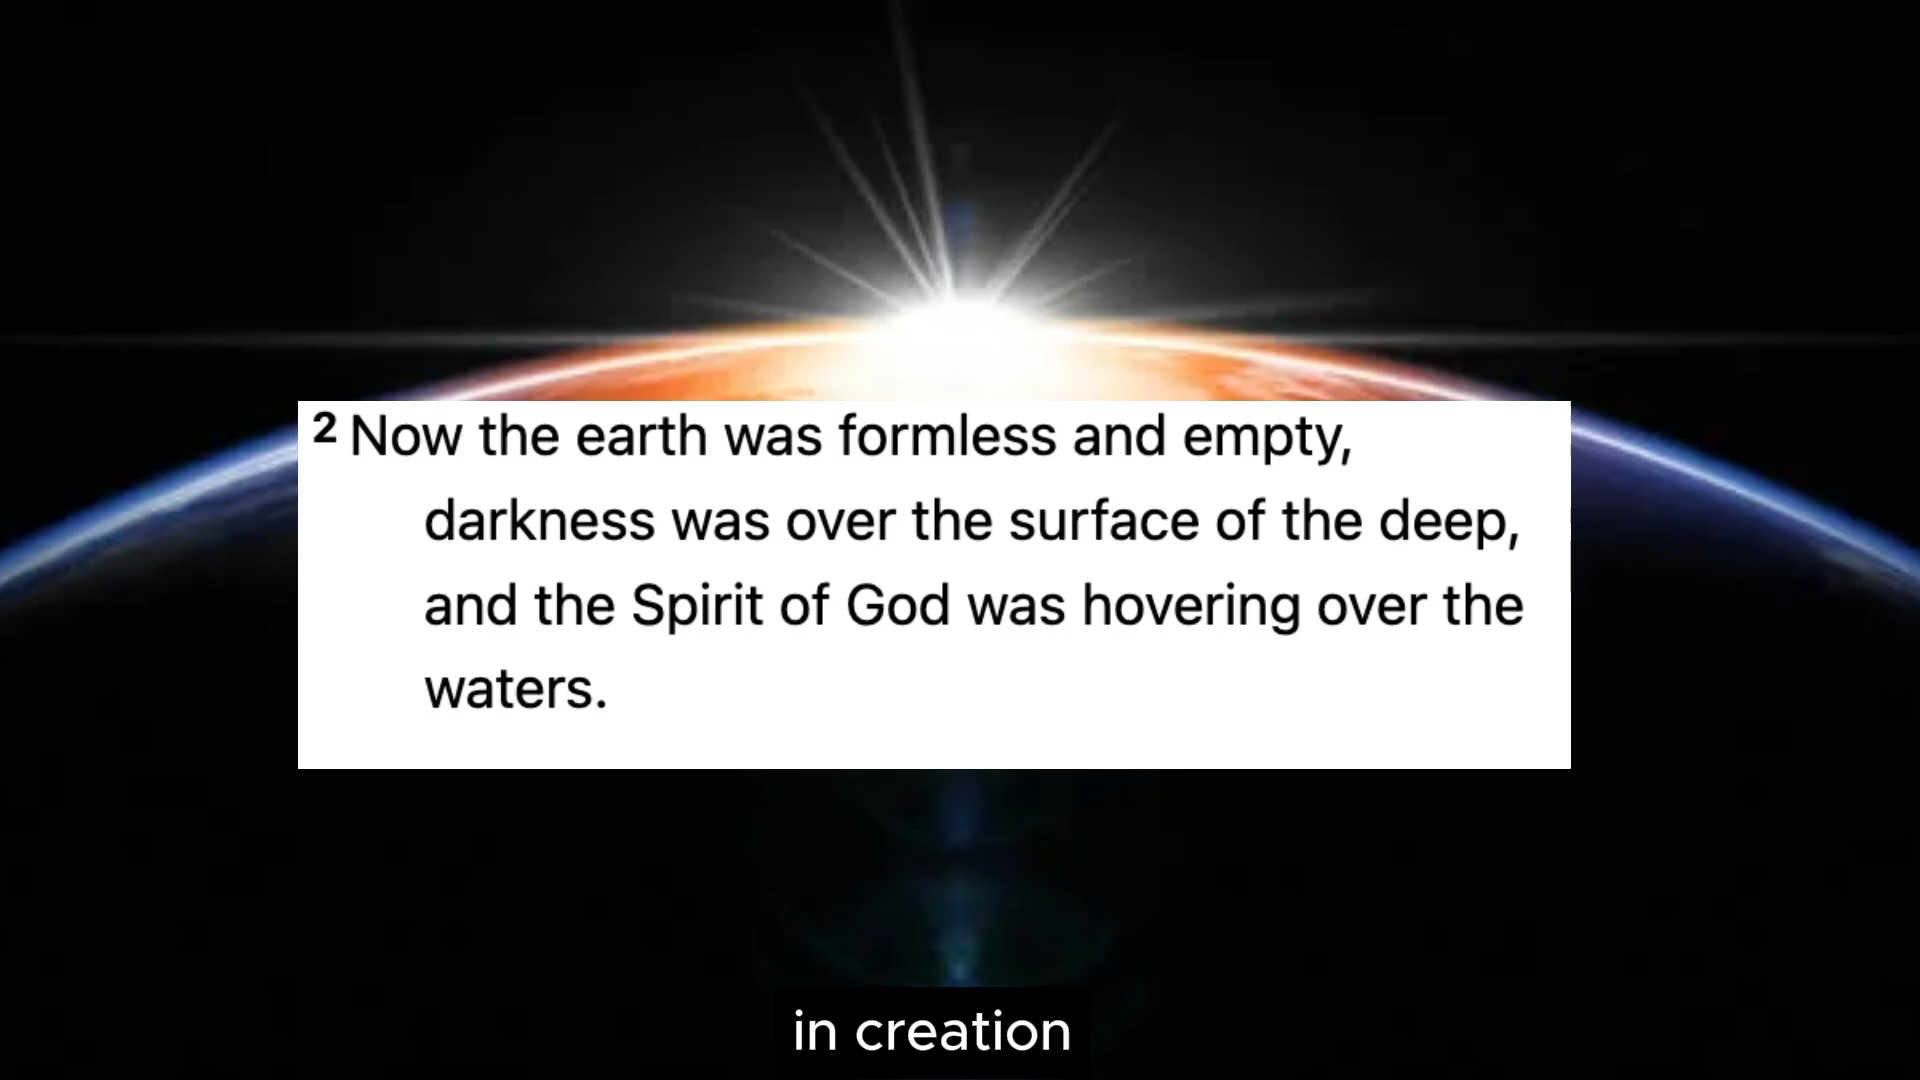 2 Now the earth was formless and empty,
darkness was over the surface of the deep,
and the Spirit of God was hovering over the
waters.
in creation